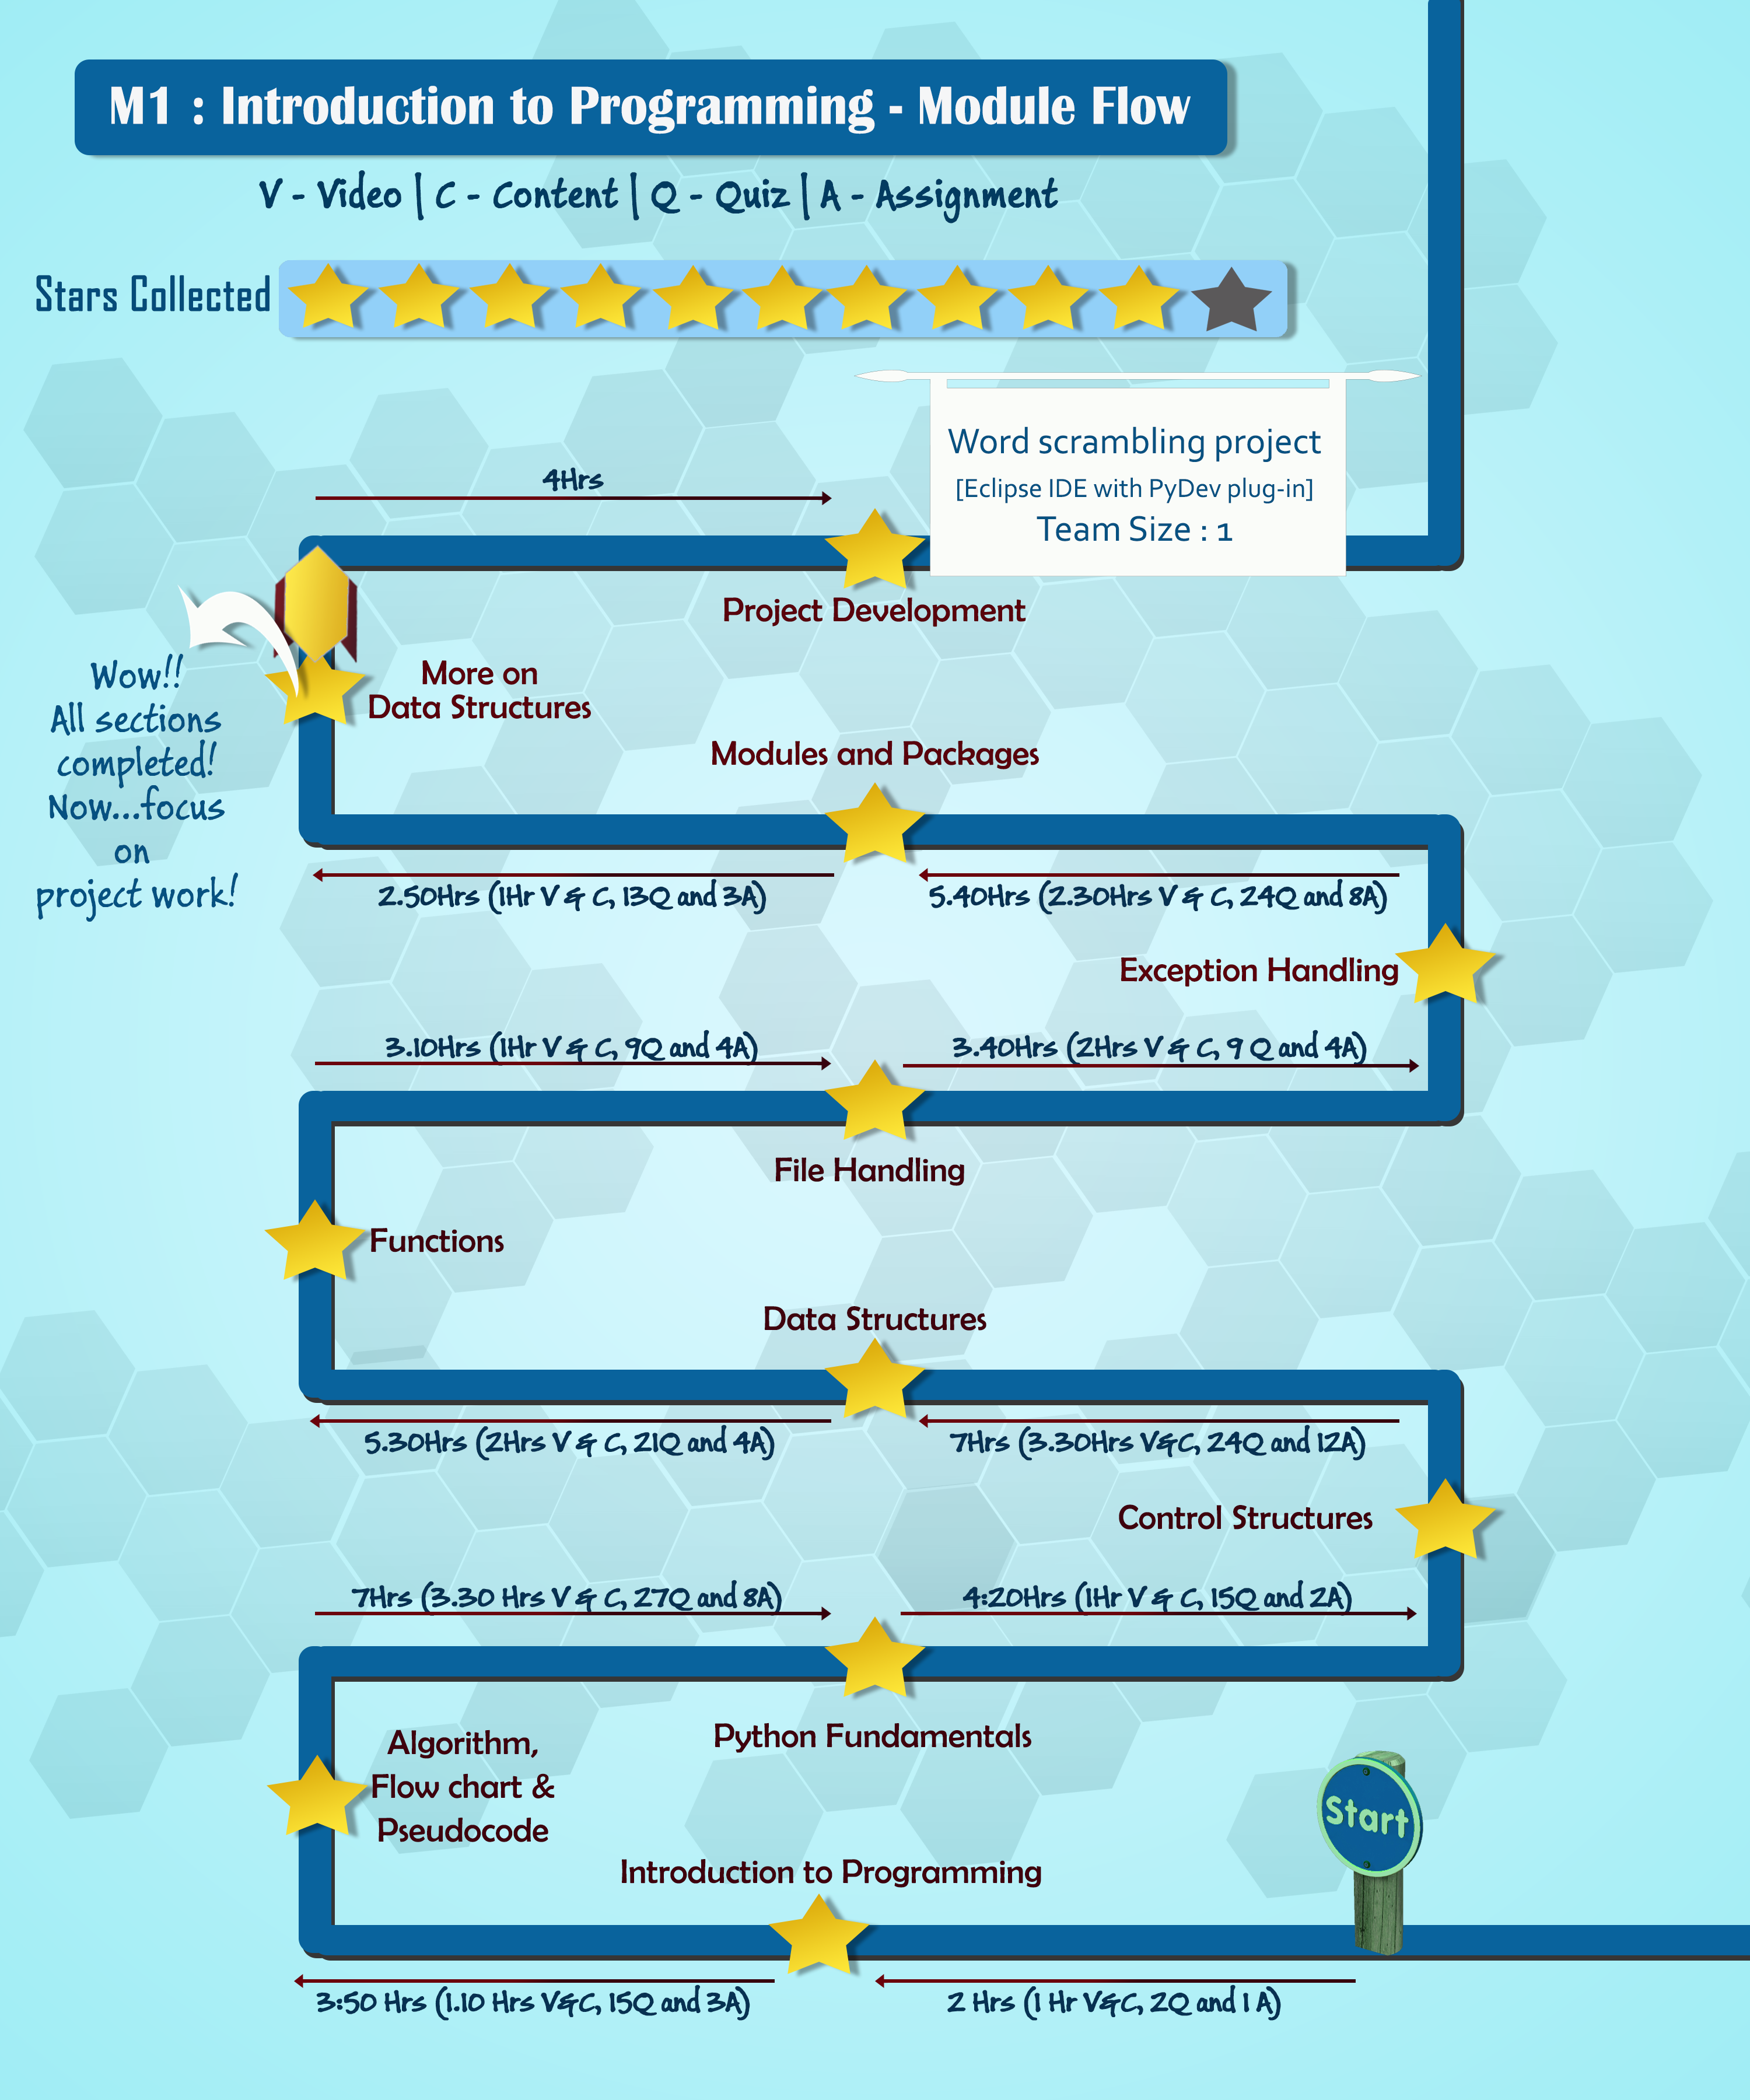 M1 : Introduction to Programming - Module Flow
V - Video | C - Content | Q - Quiz | A - Assignment
Stars Collected
Word scrambling project
[Eclipse IDE with PyDev plug-in]
Team Size : 1
4Hrs
Project Development
Wow!!
All sections
completed!
Now...focus
on
project work!
More on
Data Structures
Modules and Packages
2.50Hrs (1Hr V & C, 13Q and 3A)
5.40Hrs (2.30Hrs V & C, 24Q and 8A)
Exception Handling
3.10Hrs (1Hr V & C, 9Q and 4A)
3.40Hrs (2Hrs V & C, 9 Q and 4A)
File Handling
Functions
Data Structures
5.30Hrs (2Hrs V & C, 21Q and 4A)
7Hrs (3.30Hrs V&C, 24Q and 12A)
Control Structures
7Hrs (3.30 Hrs V & C, 27Q and 8A)
4:20Hrs (1Hr V & C, 15Q and 2A)
Python Fundamentals
Algorithm,
Flow chart &
Pseudocode
Start
Introduction to Programming
3:50 Hrs (1.10 Hrs V&C, 15Q and 3A)
2 Hrs (1 Hr V&C, 2Q and 1 A)